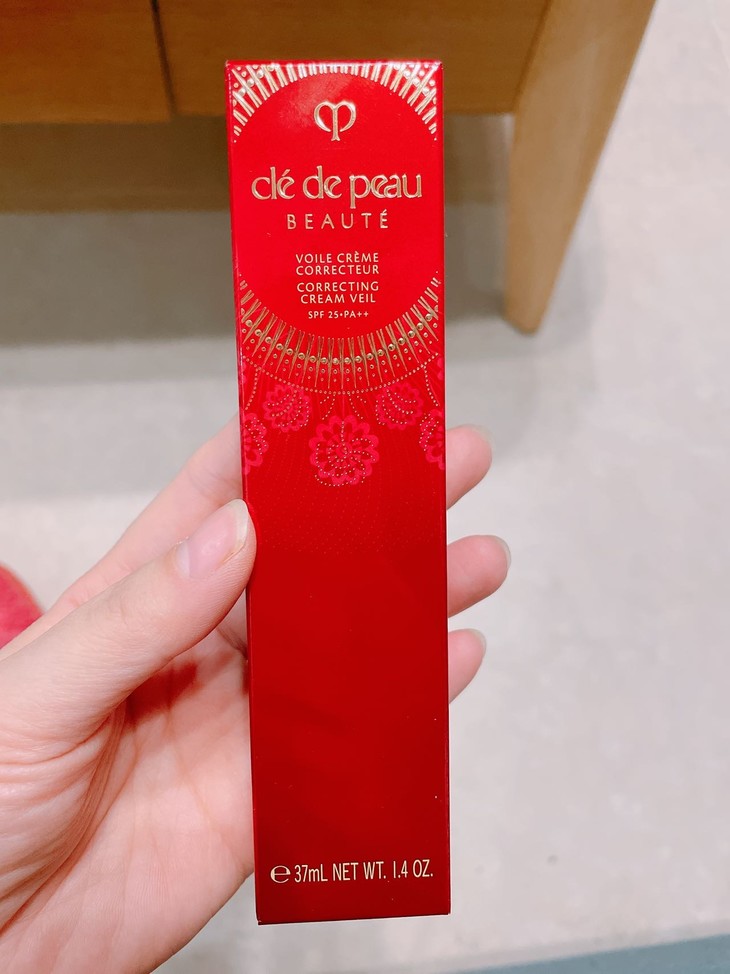 clé de peau
BEAUTÉ
VOILE CRÈME
CORRECTEUR
CORRECTING
CREAM VEIL
SPF 25•PA++
℮ 37mL NET WT. 1.4 OZ.